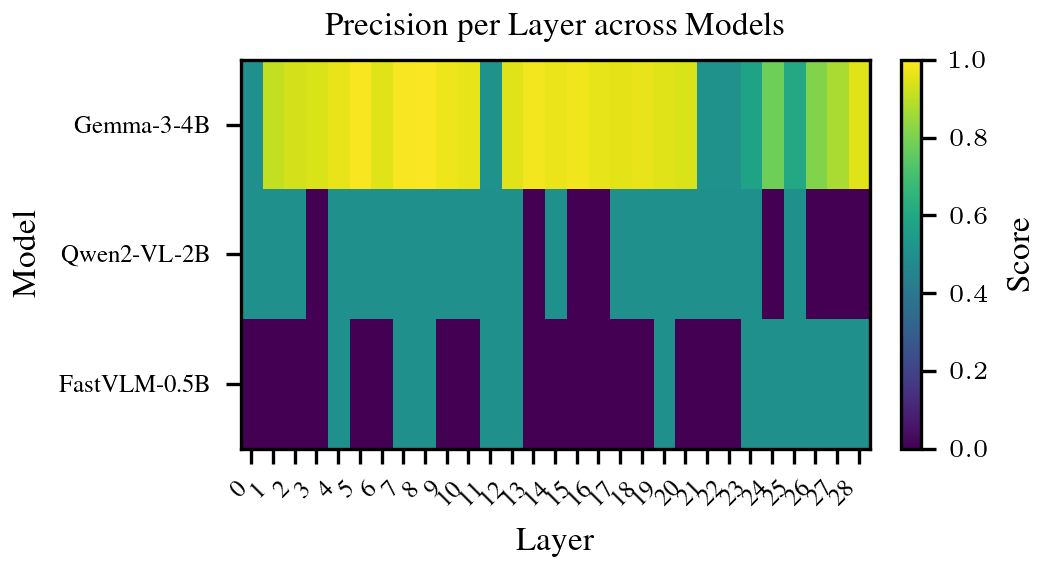 Precision per Layer across Models
Model
Gemma-3-4B
Qwen2-VL-2B
FastVLM-0.5B
0 1 2 3 4 5 6 7 8 9 10 11 12 13 14 15 16 17 18 19 20 21 22 23 24 25 26 27 28
Layer
1.0
0.8
0.6
0.4
0.2
0.0
Score